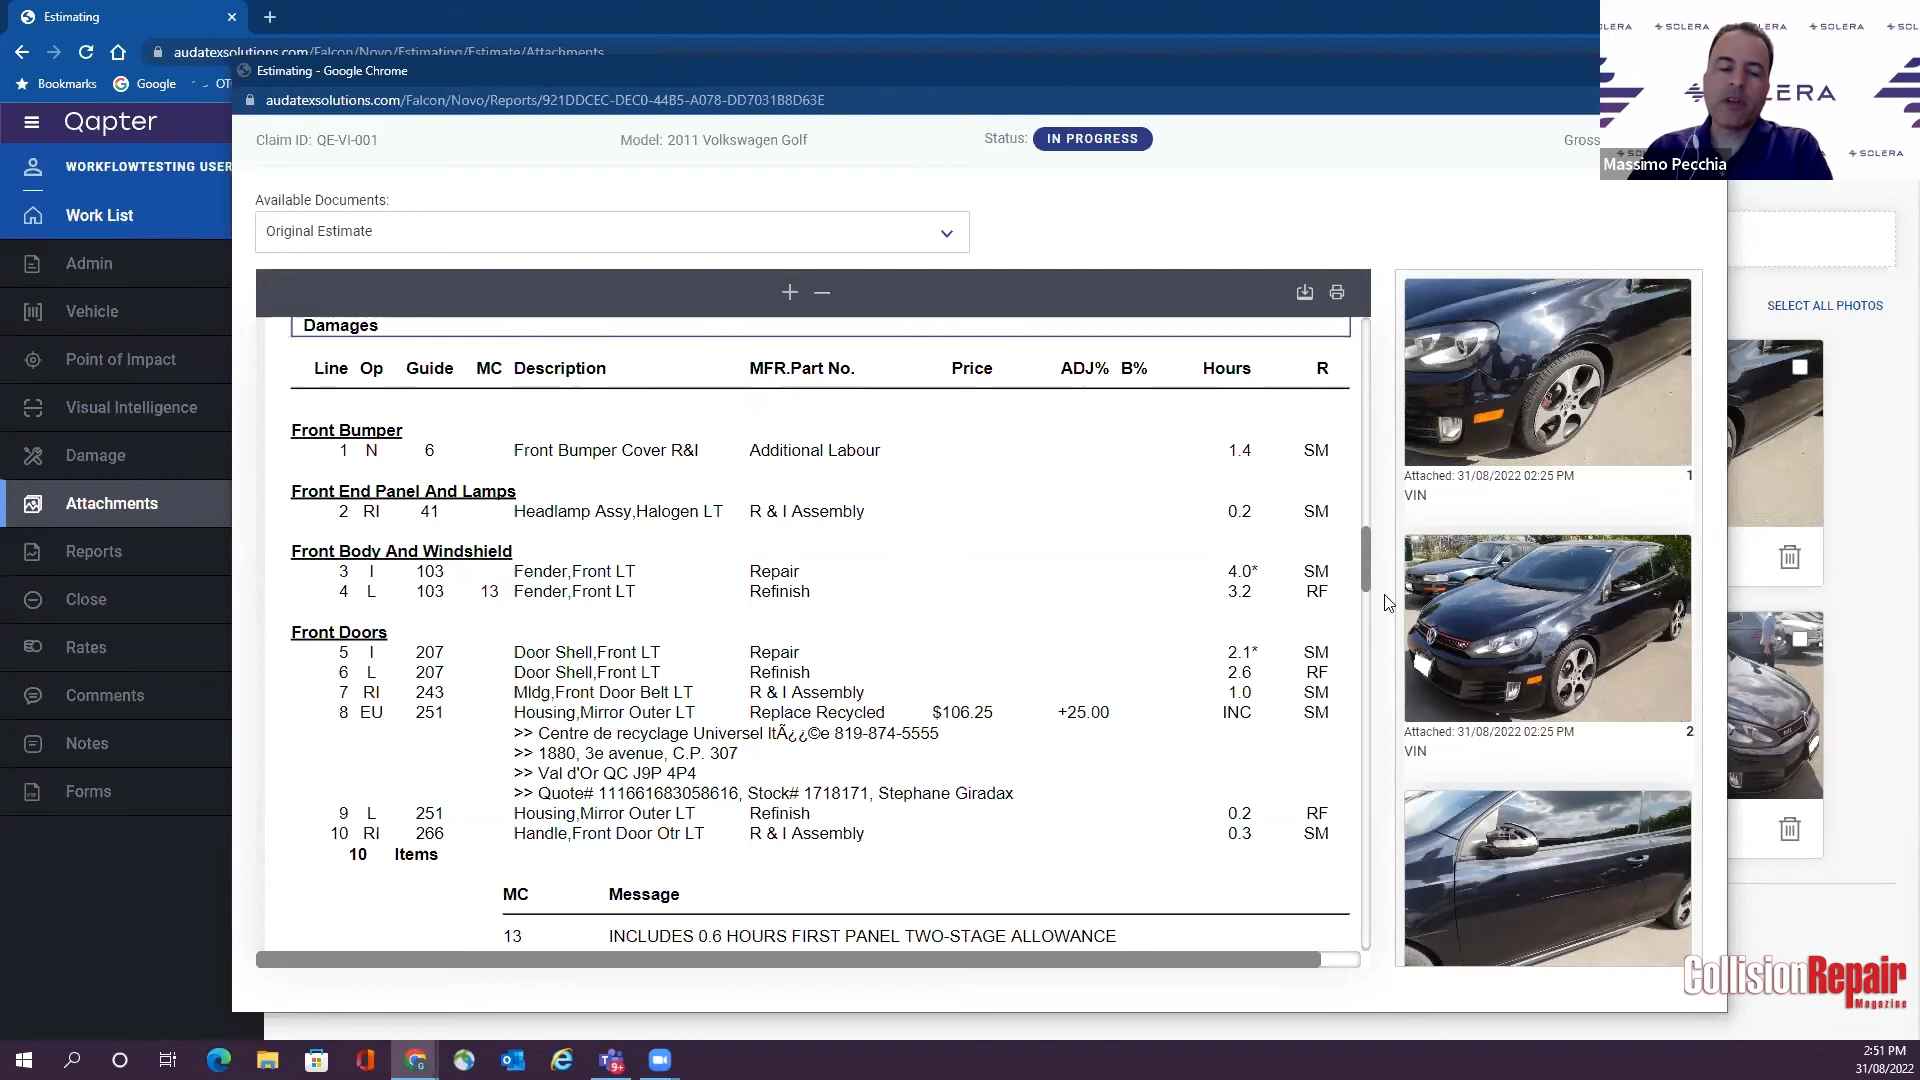 Estimating
audatexsolutions.com/Falcon/Novo/Estimating/Estimate/Attachments
Bookmarks
Google
Estimating - Google Chrome
audatexsolutions.com/Falcon/Novo/Reports/921DDCEC-DEC0-44B5-A078-DD7031B8D63E
SOLERA
Massimo Pecchia
Qapter
WORKFLOWTESTING USER
Work List
Admin
Vehicle
Point of Impact
Visual Intelligence
Damage
Attachments
Reports
Close
Rates
Comments
Notes
Forms
Claim ID: QE-VI-001 Model: 2011 Volkswagen Golf Status: IN PROGRESS Gross
Available Documents:
Original Estimate
Damages
Line Op Guide MC Description MFR.Part No. Price ADJ% B% Hours R
Front Bumper
1 N 6 Front Bumper Cover R&I Additional Labour 1.4 SM
Front End Panel And Lamps
2 RI 41 Headlamp Assy,Halogen LT R & I Assembly 0.2 SM
Front Body And Windshield
3 I 103 Fender,Front LT Repair 4.0* SM
4 L 103 13 Fender,Front LT Refinish 3.2 RF
Front Doors
5 I 207 Door Shell,Front LT Repair 2.1* SM
6 L 207 Door Shell,Front LT Refinish 2.6 RF
7 RI 243 Mldg,Front Door Belt LT R & I Assembly 1.0 SM
8 EU 251 Housing,Mirror Outer LT Replace Recycled $106.25 +25.00 INC SM
>> Centre de recyclage Universel ltÃ¿¿©e 819-874-5555
>> 1880, 3e avenue, C.P. 307
>> Val d'Or QC J9P 4P4
>> Quote# 111661683058616, Stock# 1718171, Stephane Giradax
9 L 251 Housing,Mirror Outer LT Refinish 0.2 RF
10 RI 266 Handle,Front Door Otr LT R & I Assembly 0.3 SM
10 Items
MC Message
13 INCLUDES 0.6 HOURS FIRST PANEL TWO-STAGE ALLOWANCE
Attached: 31/08/2022 02:25 PM 1
VIN
Attached: 31/08/2022 02:25 PM 2
VIN
SELECT ALL PHOTOS
CollisionRepair
Magazine
9+
2:51 PM
31/08/2022